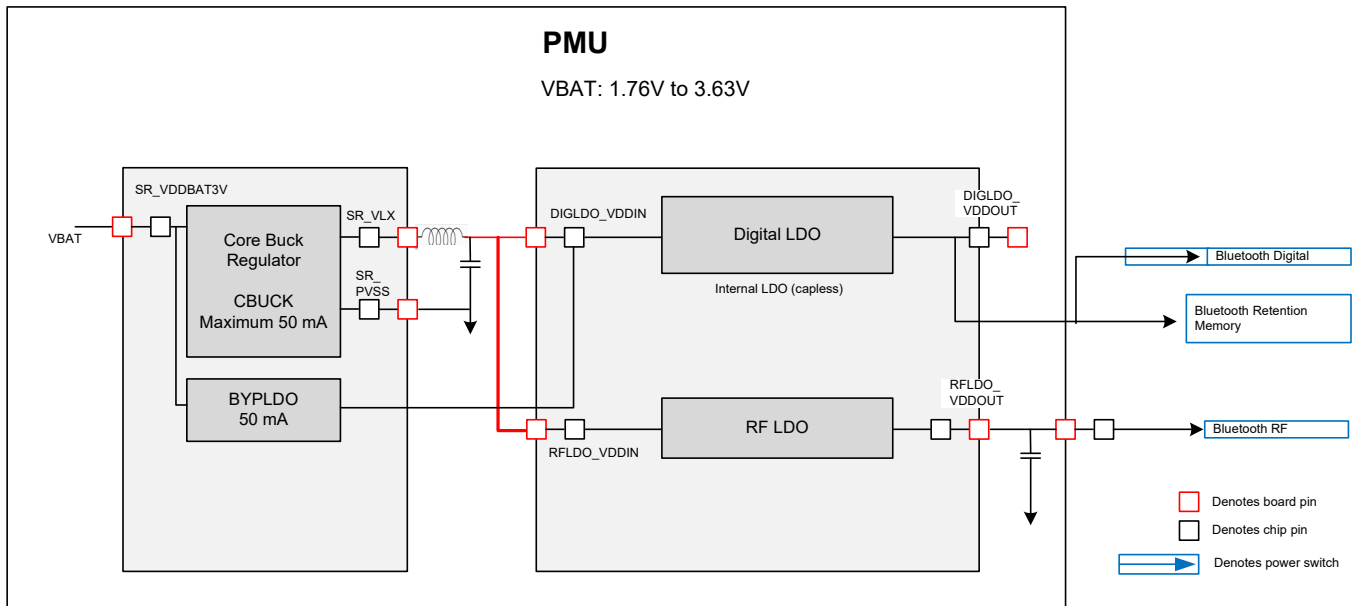 PMU
VBAT: 1.76V to 3.63V
SR_VDDBAT3V
VBAT
Core Buck
Regulator
CBUCK
Maximum 50 mA
SR_VLX
SR_
PVSS
BYPLDO
50 mA
DIGLDO_VDDIN
Digital LDO
Internal LDO (capless)
DIGLDO_
VDDOUT
RFLDO_VDDIN
RF LDO
RFLDO_
VDDOUT
Bluetooth Digital
Bluetooth Retention
Memory
Bluetooth RF
Denotes board pin
Denotes chip pin
Denotes power switch